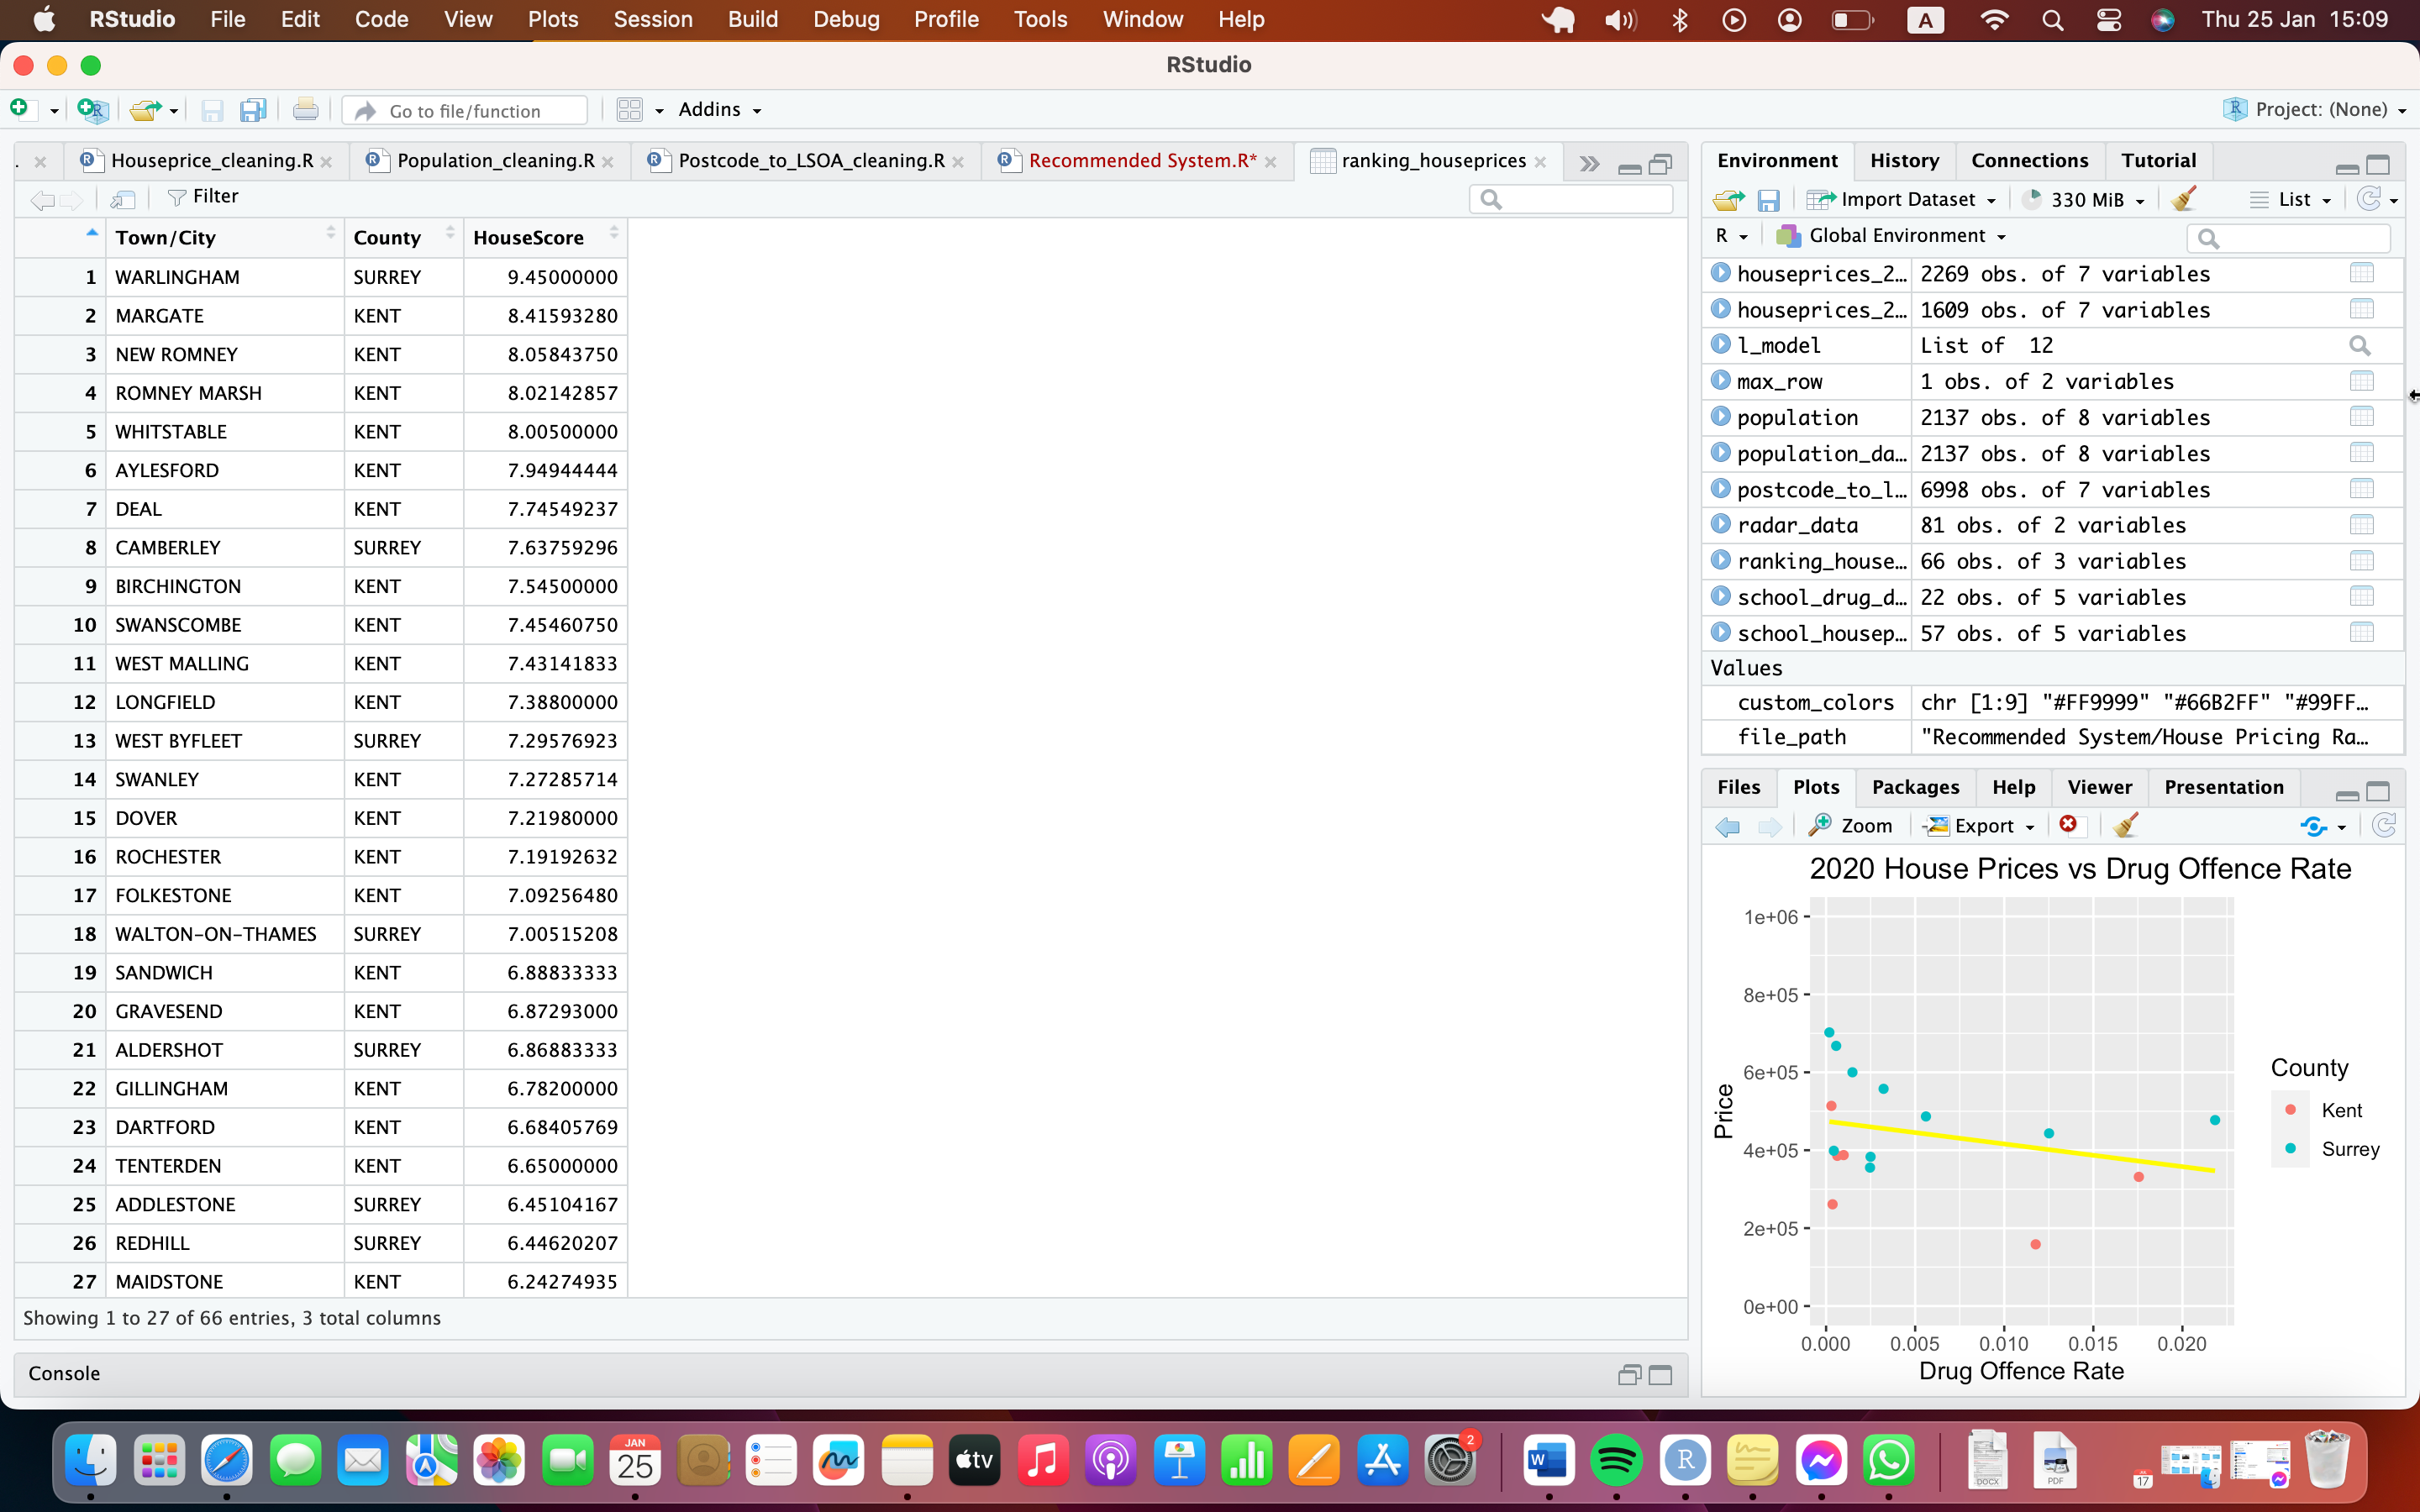 RStudio File Edit Code View Plots Session Build Debug Profile Tools Window Help A Thu 25 Jan 15:09
RStudio
Go to file/function Addins Project: (None)
. Houseprice_cleaning.R Population_cleaning.R Postcode_to_LSOA_cleaning.R Recommended System.R* ranking_houseprices
Filter
Town/City County HouseScore
1 WARLINGHAM SURREY 9.45000000
2 MARGATE KENT 8.41593280
3 NEW ROMNEY KENT 8.05843750
4 ROMNEY MARSH KENT 8.02142857
5 WHITSTABLE KENT 8.00500000
6 AYLESFORD KENT 7.94944444
7 DEAL KENT 7.74549237
8 CAMBERLEY SURREY 7.63759296
9 BIRCHINGTON KENT 7.54500000
10 SWANSCOMBE KENT 7.45460750
11 WEST MALLING KENT 7.43141833
12 LONGFIELD KENT 7.38800000
13 WEST BYFLEET SURREY 7.29576923
14 SWANLEY KENT 7.27285714
15 DOVER KENT 7.21980000
16 ROCHESTER KENT 7.19192632
17 FOLKESTONE KENT 7.09256480
18 WALTON-ON-THAMES SURREY 7.00515208
19 SANDWICH KENT 6.88833333
20 GRAVESEND KENT 6.87293000
21 ALDERSHOT SURREY 6.86883333
22 GILLINGHAM KENT 6.78200000
23 DARTFORD KENT 6.68405769
24 TENTERDEN KENT 6.65000000
25 ADDLESTONE SURREY 6.45104167
26 REDHILL SURREY 6.44620207
27 MAIDSTONE KENT 6.24274935
Showing 1 to 27 of 66 entries, 3 total columns
Console
Environment History Connections Tutorial
Import Dataset 330 MiB List
R Global Environment
houseprices_2… 2269 obs. of 7 variables
houseprices_2… 1609 obs. of 7 variables
l_model List of 12
max_row 1 obs. of 2 variables
population 2137 obs. of 8 variables
population_da… 2137 obs. of 8 variables
postcode_to_l… 6998 obs. of 7 variables
radar_data 81 obs. of 2 variables
ranking_house… 66 obs. of 3 variables
school_drug_d… 22 obs. of 5 variables
school_housep… 57 obs. of 5 variables
Values
custom_colors chr [1:9] "#FF9999" "#66B2FF" "#99FF…
file_path "Recommended System/House Pricing Ra…
Files Plots Packages Help Viewer Presentation
Zoom Export
2020 House Prices vs Drug Offence Rate
1e+06
8e+05
6e+05
4e+05
2e+05
0e+00
Price
0.000 0.005 0.010 0.015 0.020
Drug Offence Rate
County
Kent
Surrey
JAN
25
tv
2
W
R
DOCX
PDF
17